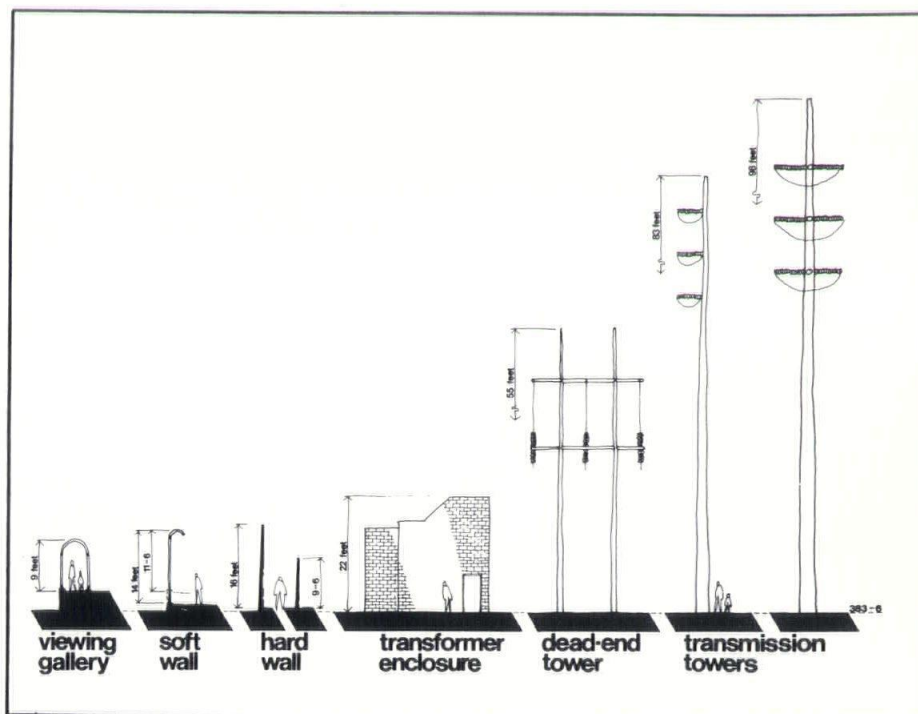 96 feet
83 feet
55 feet
22 feet
16 feet
9-6
14 feet
11-6
9 feet
383-6
viewing
gallery
soft
wall
hard
wall
transformer
enclosure
dead-end
tower
transmission
towers